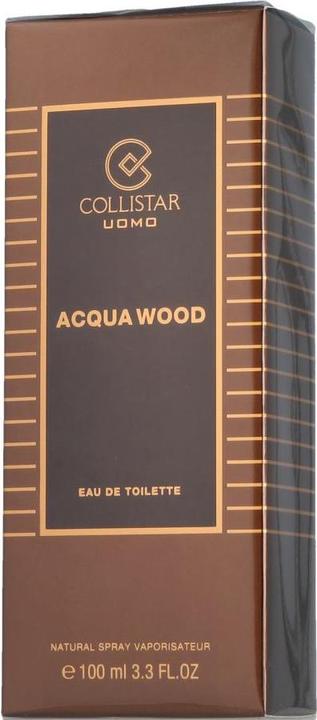 COLLISTAR
UOMO
ACQUA WOOD
EAU DE TOILETTE
NATURAL SPRAY VAPORISATEUR
℮ 100 ml 3.3 FL.OZ